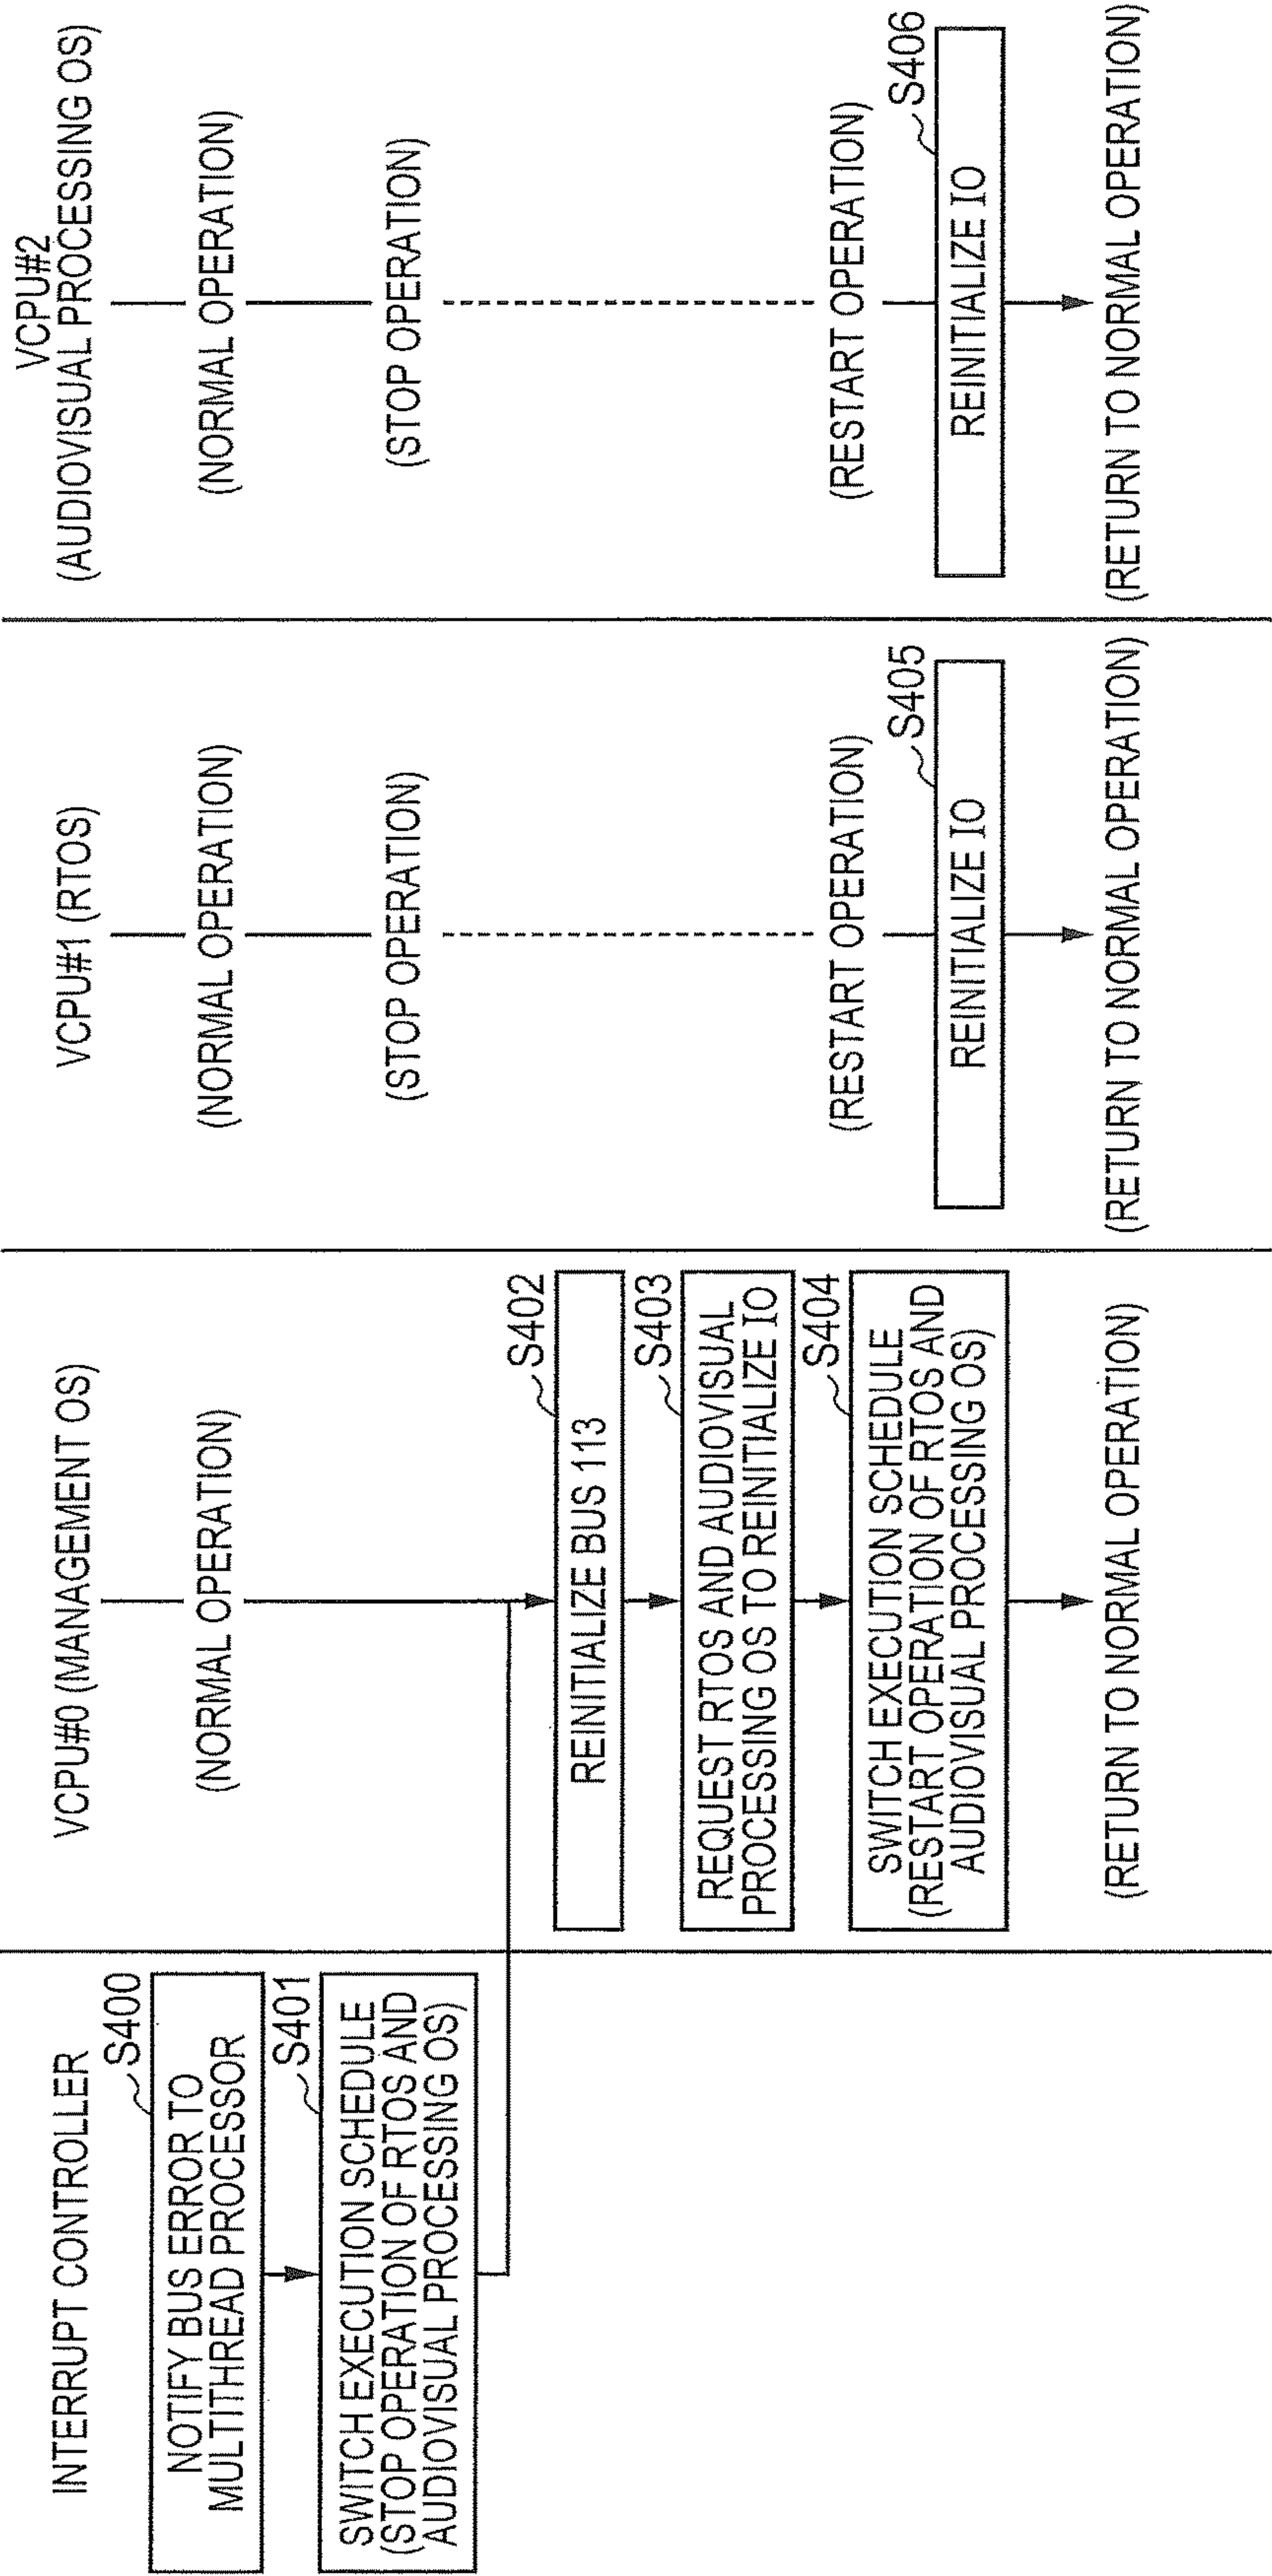 INTERRUPT CONTROLLER
S400
NOTIFY BUS ERROR TO
MULTITHREAD PROCESSOR
S401
SWITCH EXECUTION SCHEDULE
(STOP OPERATION OF RTOS AND
AUDIOVISUAL PROCESSING OS)
VCPU#0 (MANAGEMENT OS)
(NORMAL OPERATION)
S402
REINITIALIZE BUS 113
S403
REQUEST RTOS AND AUDIOVISUAL
PROCESSING OS TO REINITIALIZE IO
S404
SWITCH EXECUTION SCHEDULE
(RESTART OPERATION OF RTOS AND
AUDIOVISUAL PROCESSING OS)
(RETURN TO NORMAL OPERATION)
VCPU#1 (RTOS)
(NORMAL OPERATION)
(STOP OPERATION)
(RESTART OPERATION)
S405
REINITIALIZE IO
(RETURN TO NORMAL OPERATION)
VCPU#2
(AUDIOVISUAL PROCESSING OS)
(NORMAL OPERATION)
(STOP OPERATION)
(RESTART OPERATION)
S406
REINITIALIZE IO
(RETURN TO NORMAL OPERATION)